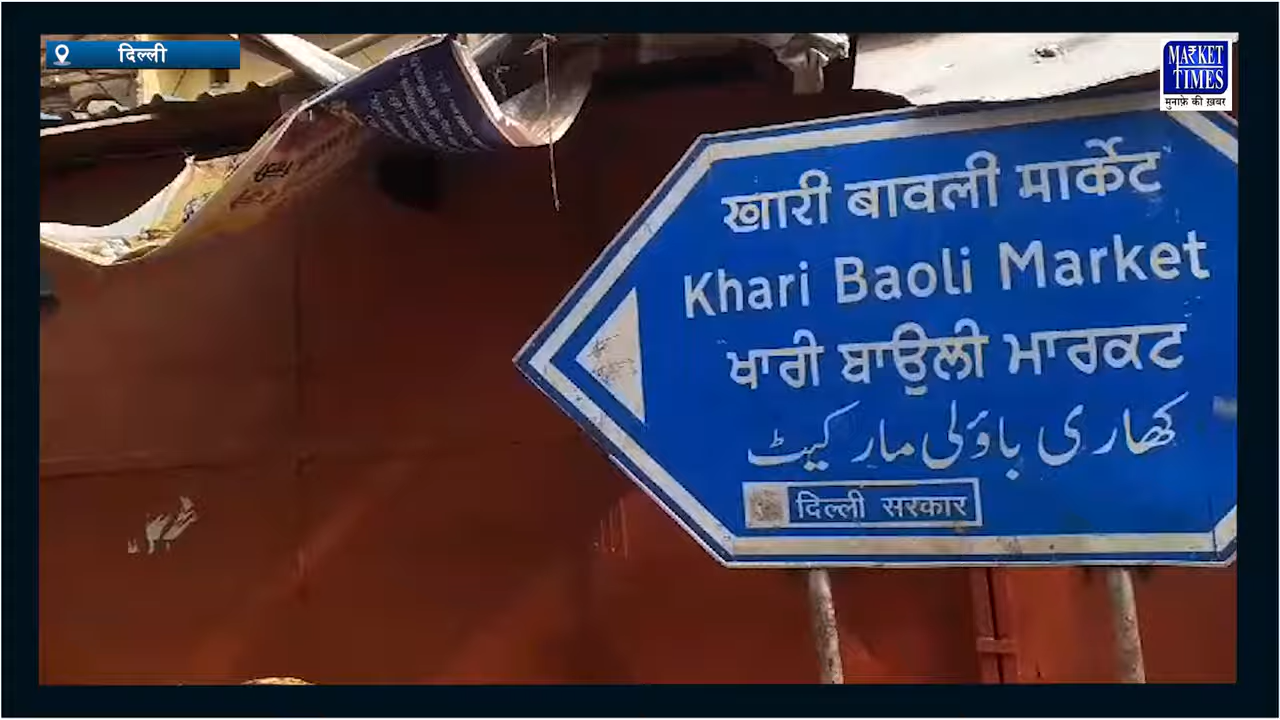 दिल्ली
MARKET
TIMES
मुनाफ़े की ख़बर
खारी बावली मार्केट
Khari Baoli Market
ਖਾਰੀ ਬਾਉਲੀ ਮਾਰਕਟ
کھاری باؤلی مارکیٹ
दिल्ली सरकार